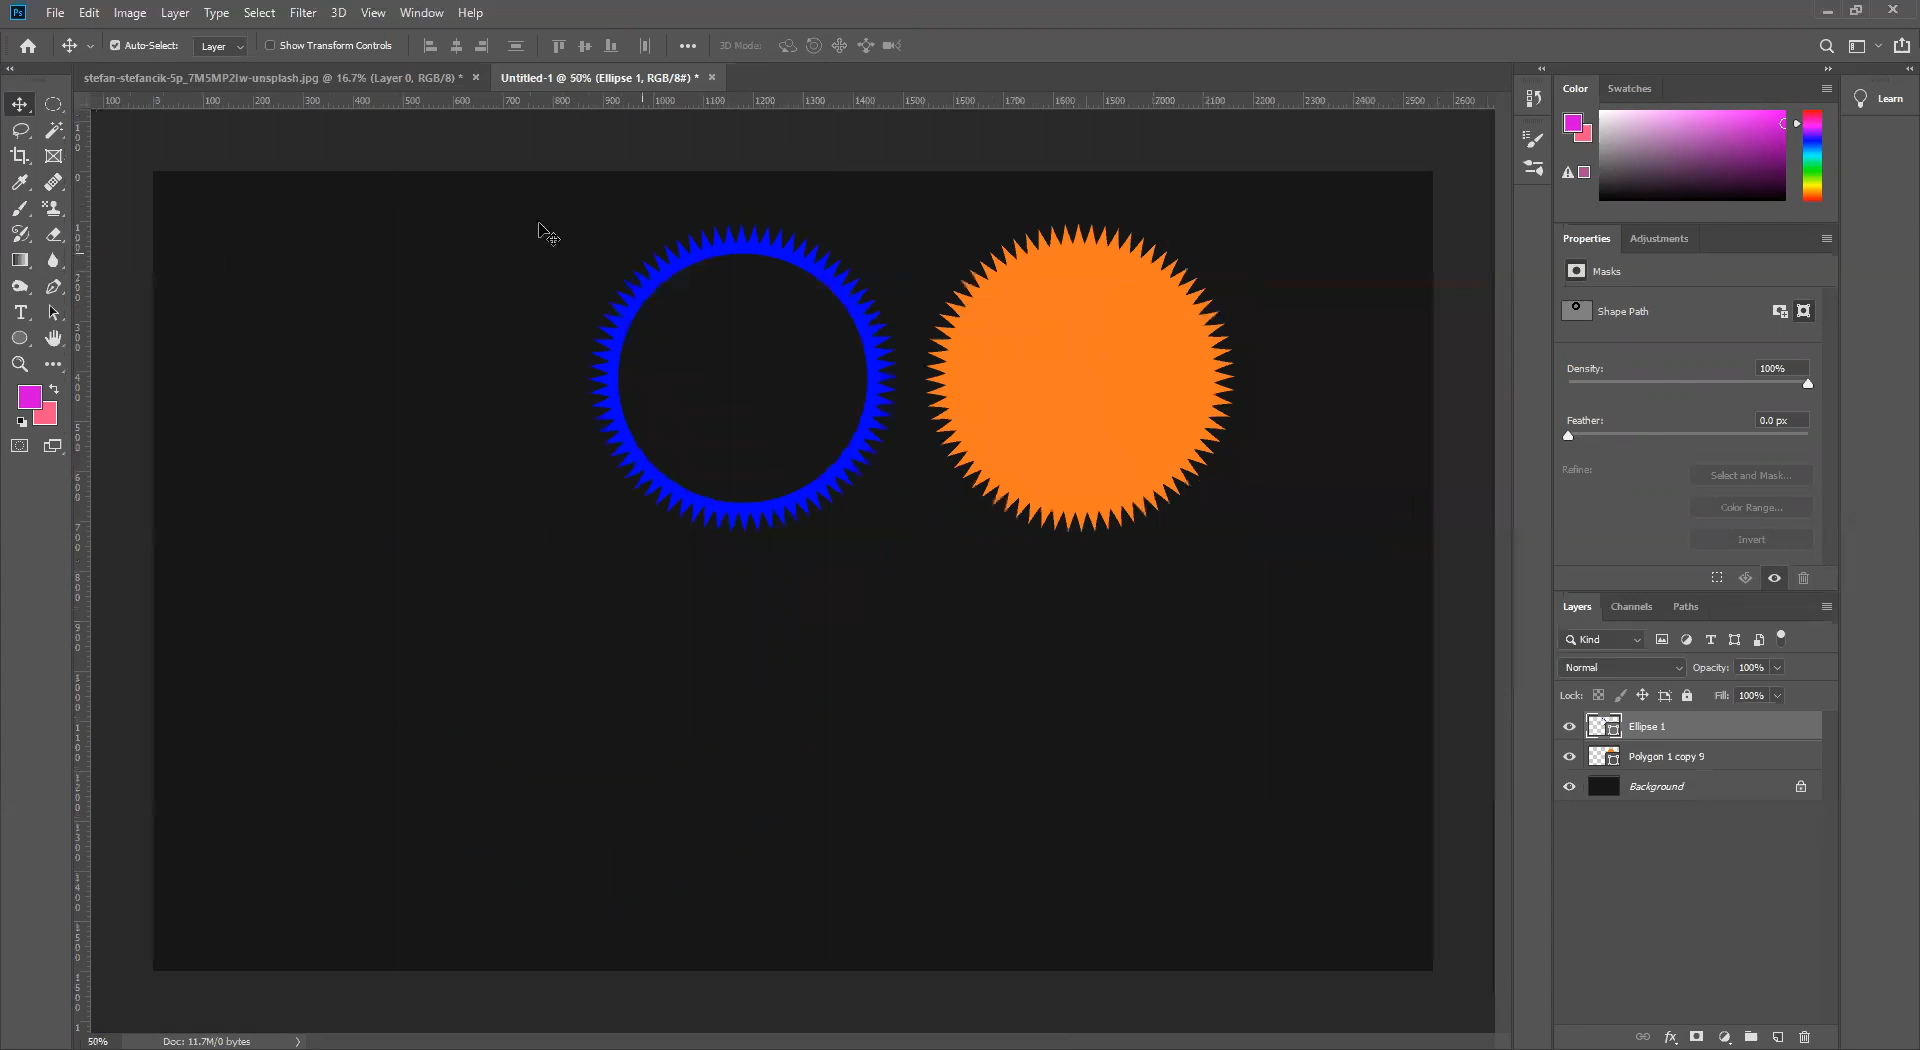 Ps File Edit Image Layer Type Select Filter 3D View Window Help
Auto-Select: Layer Show Transform Controls 3D Mode:
stefan-stefancik-5p_7M5MP2Iw-unsplash.jpg @ 16.7% (Layer 0, RGB/8) * × Untitled-1 @ 50% (Ellipse 1, RGB/8#) * ×
Color Swatches
Learn
Properties Adjustments
Masks
Shape Path
Density: 100%
Feather: 0.0 px
Refine: Select and Mask...
Color Range...
Invert
Layers Channels Paths
Kind
Normal Opacity: 100%
Lock: Fill: 100%
Ellipse 1
Polygon 1 copy 9
Background
50% Doc: 11.7M/0 bytes